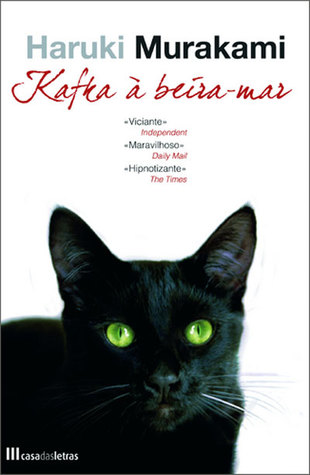 Haruki Murakami
Kafka à beira-mar
«Viciante»
Independent
«Maravilhoso»
Daily Mail
«Hipnotizante»
The Times
casadasletras